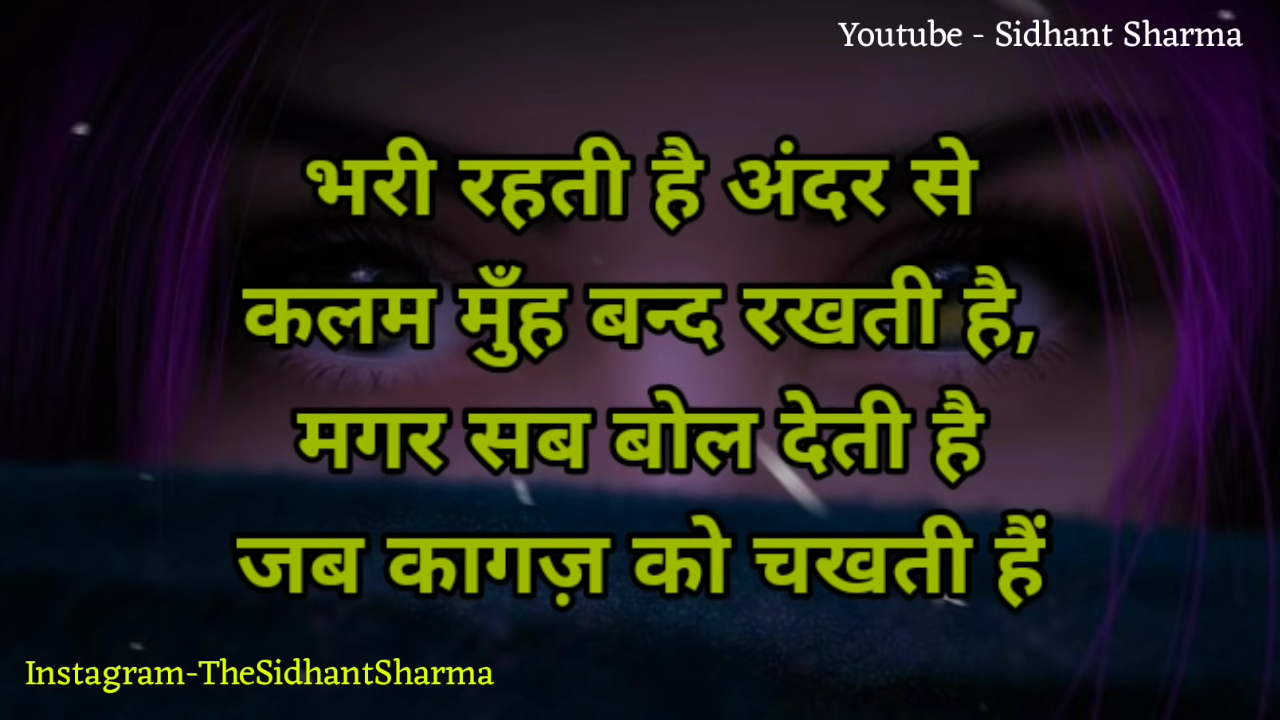 Youtube - Sidhant Sharma
भरी रहती है अंदर से
कलम मुँह बन्द रखती है,
मगर सब बोल देती है
जब कागज़ को चखती हैं
Instagram-TheSidhantSharma